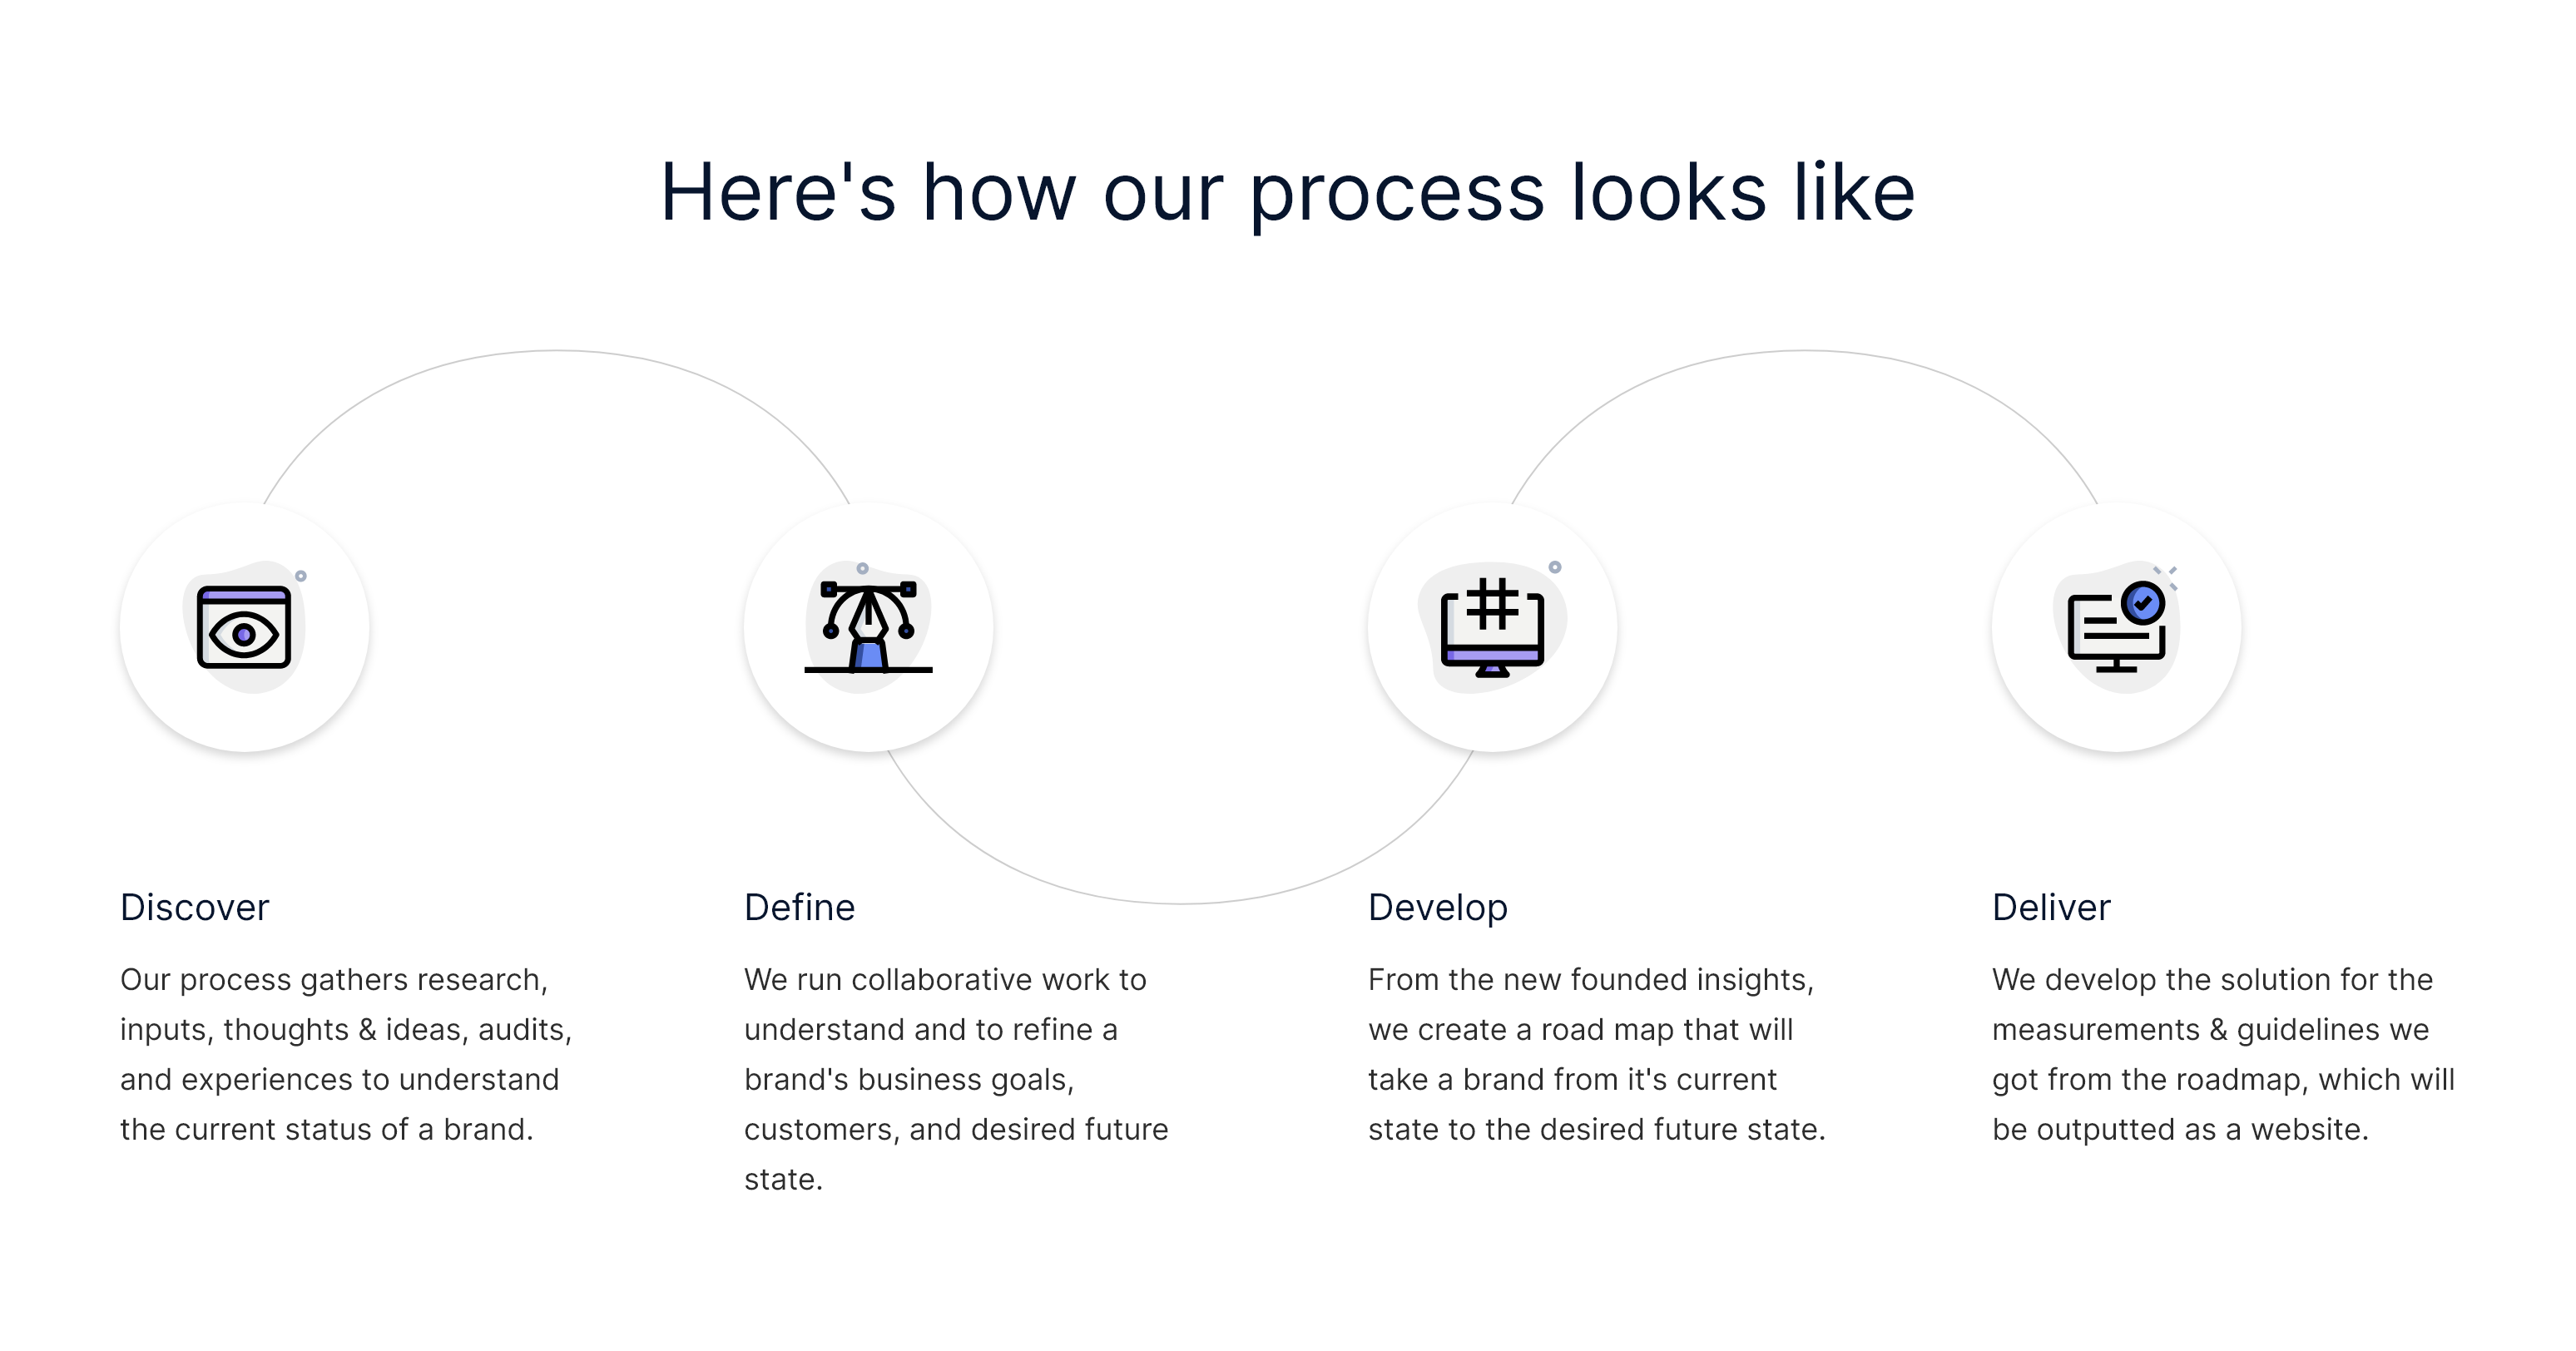 Here's how our process looks like
Discover
Our process gathers research,
inputs, thoughts & ideas, audits,
and experiences to understand
the current status of a brand.
Define
We run collaborative work to
understand and to refine a
brand's business goals,
customers, and desired future
state.
Develop
From the new founded insights,
we create a road map that will
take a brand from it's current
state to the desired future state.
Deliver
We develop the solution for the
measurements & guidelines we
got from the roadmap, which will
be outputted as a website.